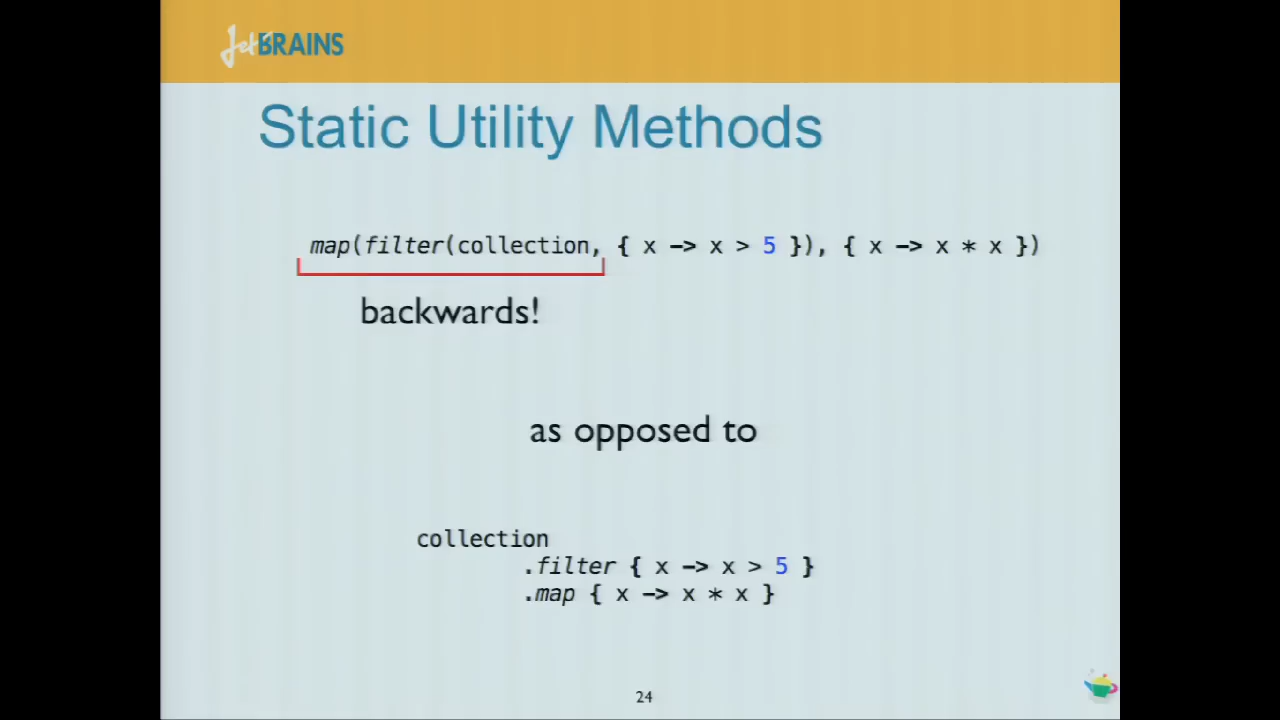 JetBRAINS
Static Utility Methods
map(filter(collection, { x -> x > 5 }), { x -> x * x })
backwards!
as opposed to
collection
.filter { x -> x > 5 }
.map { x -> x * x }
24